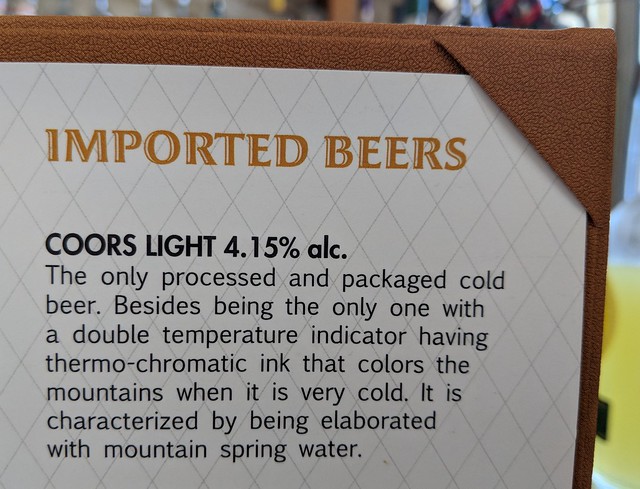 IMPORTED BEERS
COORS LIGHT 4.15% alc.
The only processed and packaged cold
beer. Besides being the only one with
a double temperature indicator having
thermo-chromatic ink that colors the
mountains when it is very cold. It is
characterized by being elaborated
with mountain spring water.